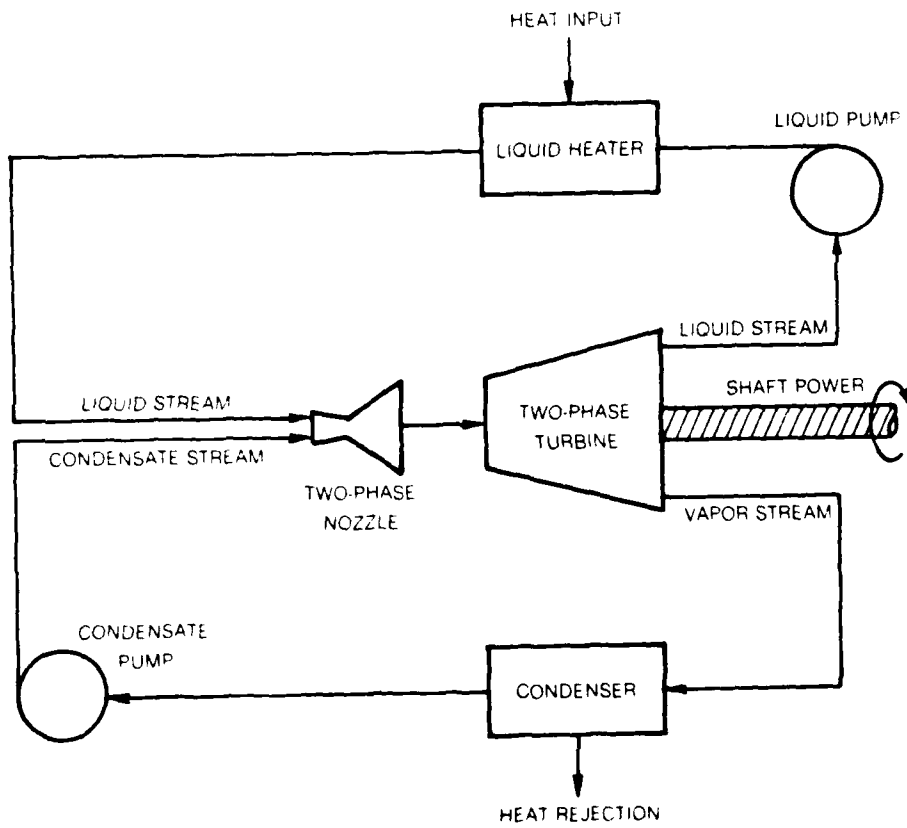 HEAT INPUT
LIQUID PUMP
LIQUID HEATER
LIQUID STREAM
SHAFT POWER
LIQUID STREAM
TWO-PHASE
TURBINE
CONDENSATE STREAM
TWO-PHASE
NOZZLE
VAPOR STREAM
CONDENSATE
PUMP
CONDENSER
HEAT REJECTION